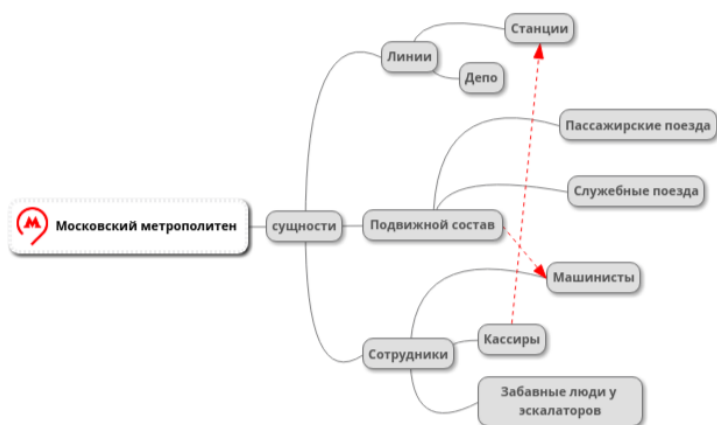 Станции
Линии
Депо
Пассажирские поезда
Служебные поезда
Московский метрополитен
сущности
Подвижной состав
Машинисты
Кассиры
Сотрудники
Забавные люди у
эскалаторов